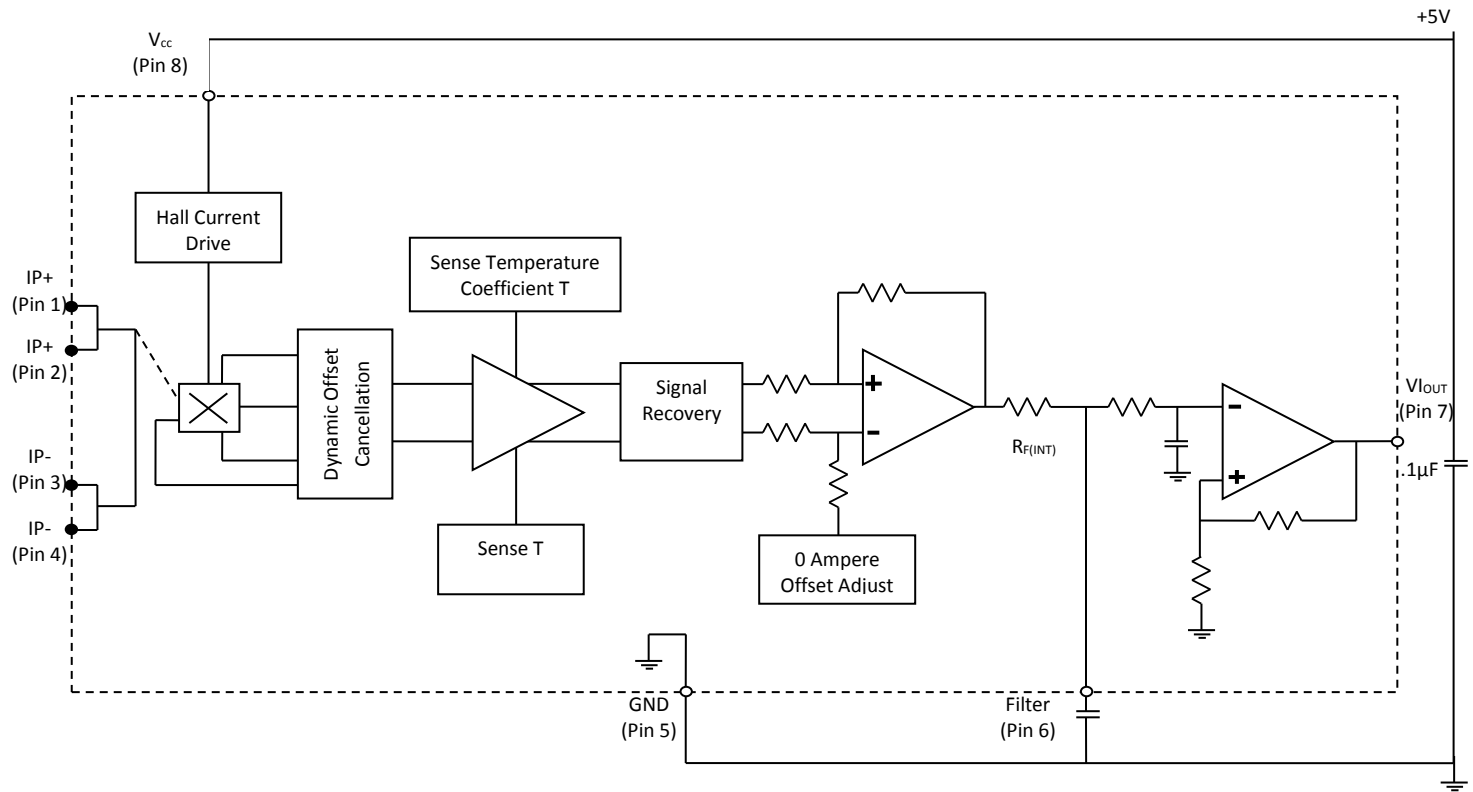 +5V
Vcc
(Pin 8)
Hall Current
Drive
Sense Temperature
Coefficient T
IP+
(Pin 1)
IP+
(Pin 2)
Dynamic Offset
Cancellation
Signal
Recovery
+
-
RF(INT)
-
+
VIOUT
(Pin 7)
.1µF
IP-
(Pin 3)
IP-
(Pin 4)
Sense T
0 Ampere
Offset Adjust
GND
(Pin 5)
Filter
(Pin 6)